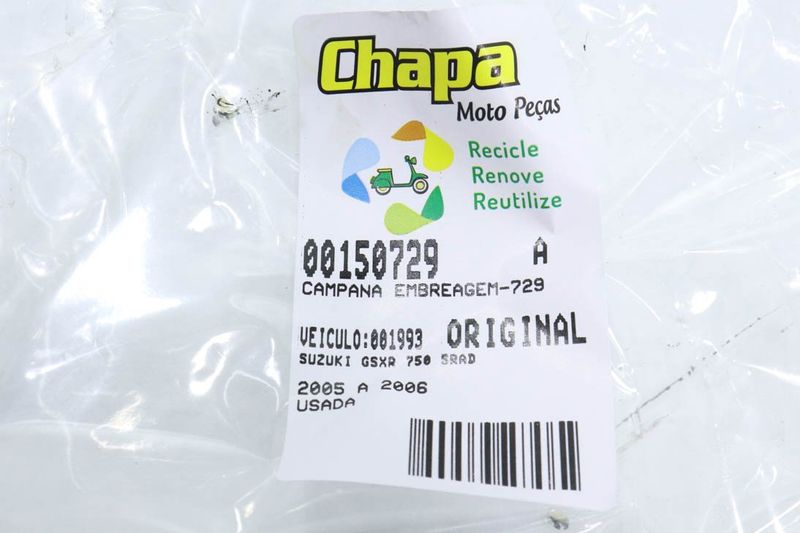 Chapa
Moto Peças
Recicle
Renove
Reutilize
00150729 A
CAMPANA EMBREAGEM-729
VEICULO:001993 ORIGINAL
SUZUKI GSXR 750 SRAD
2005 A 2006
USADA